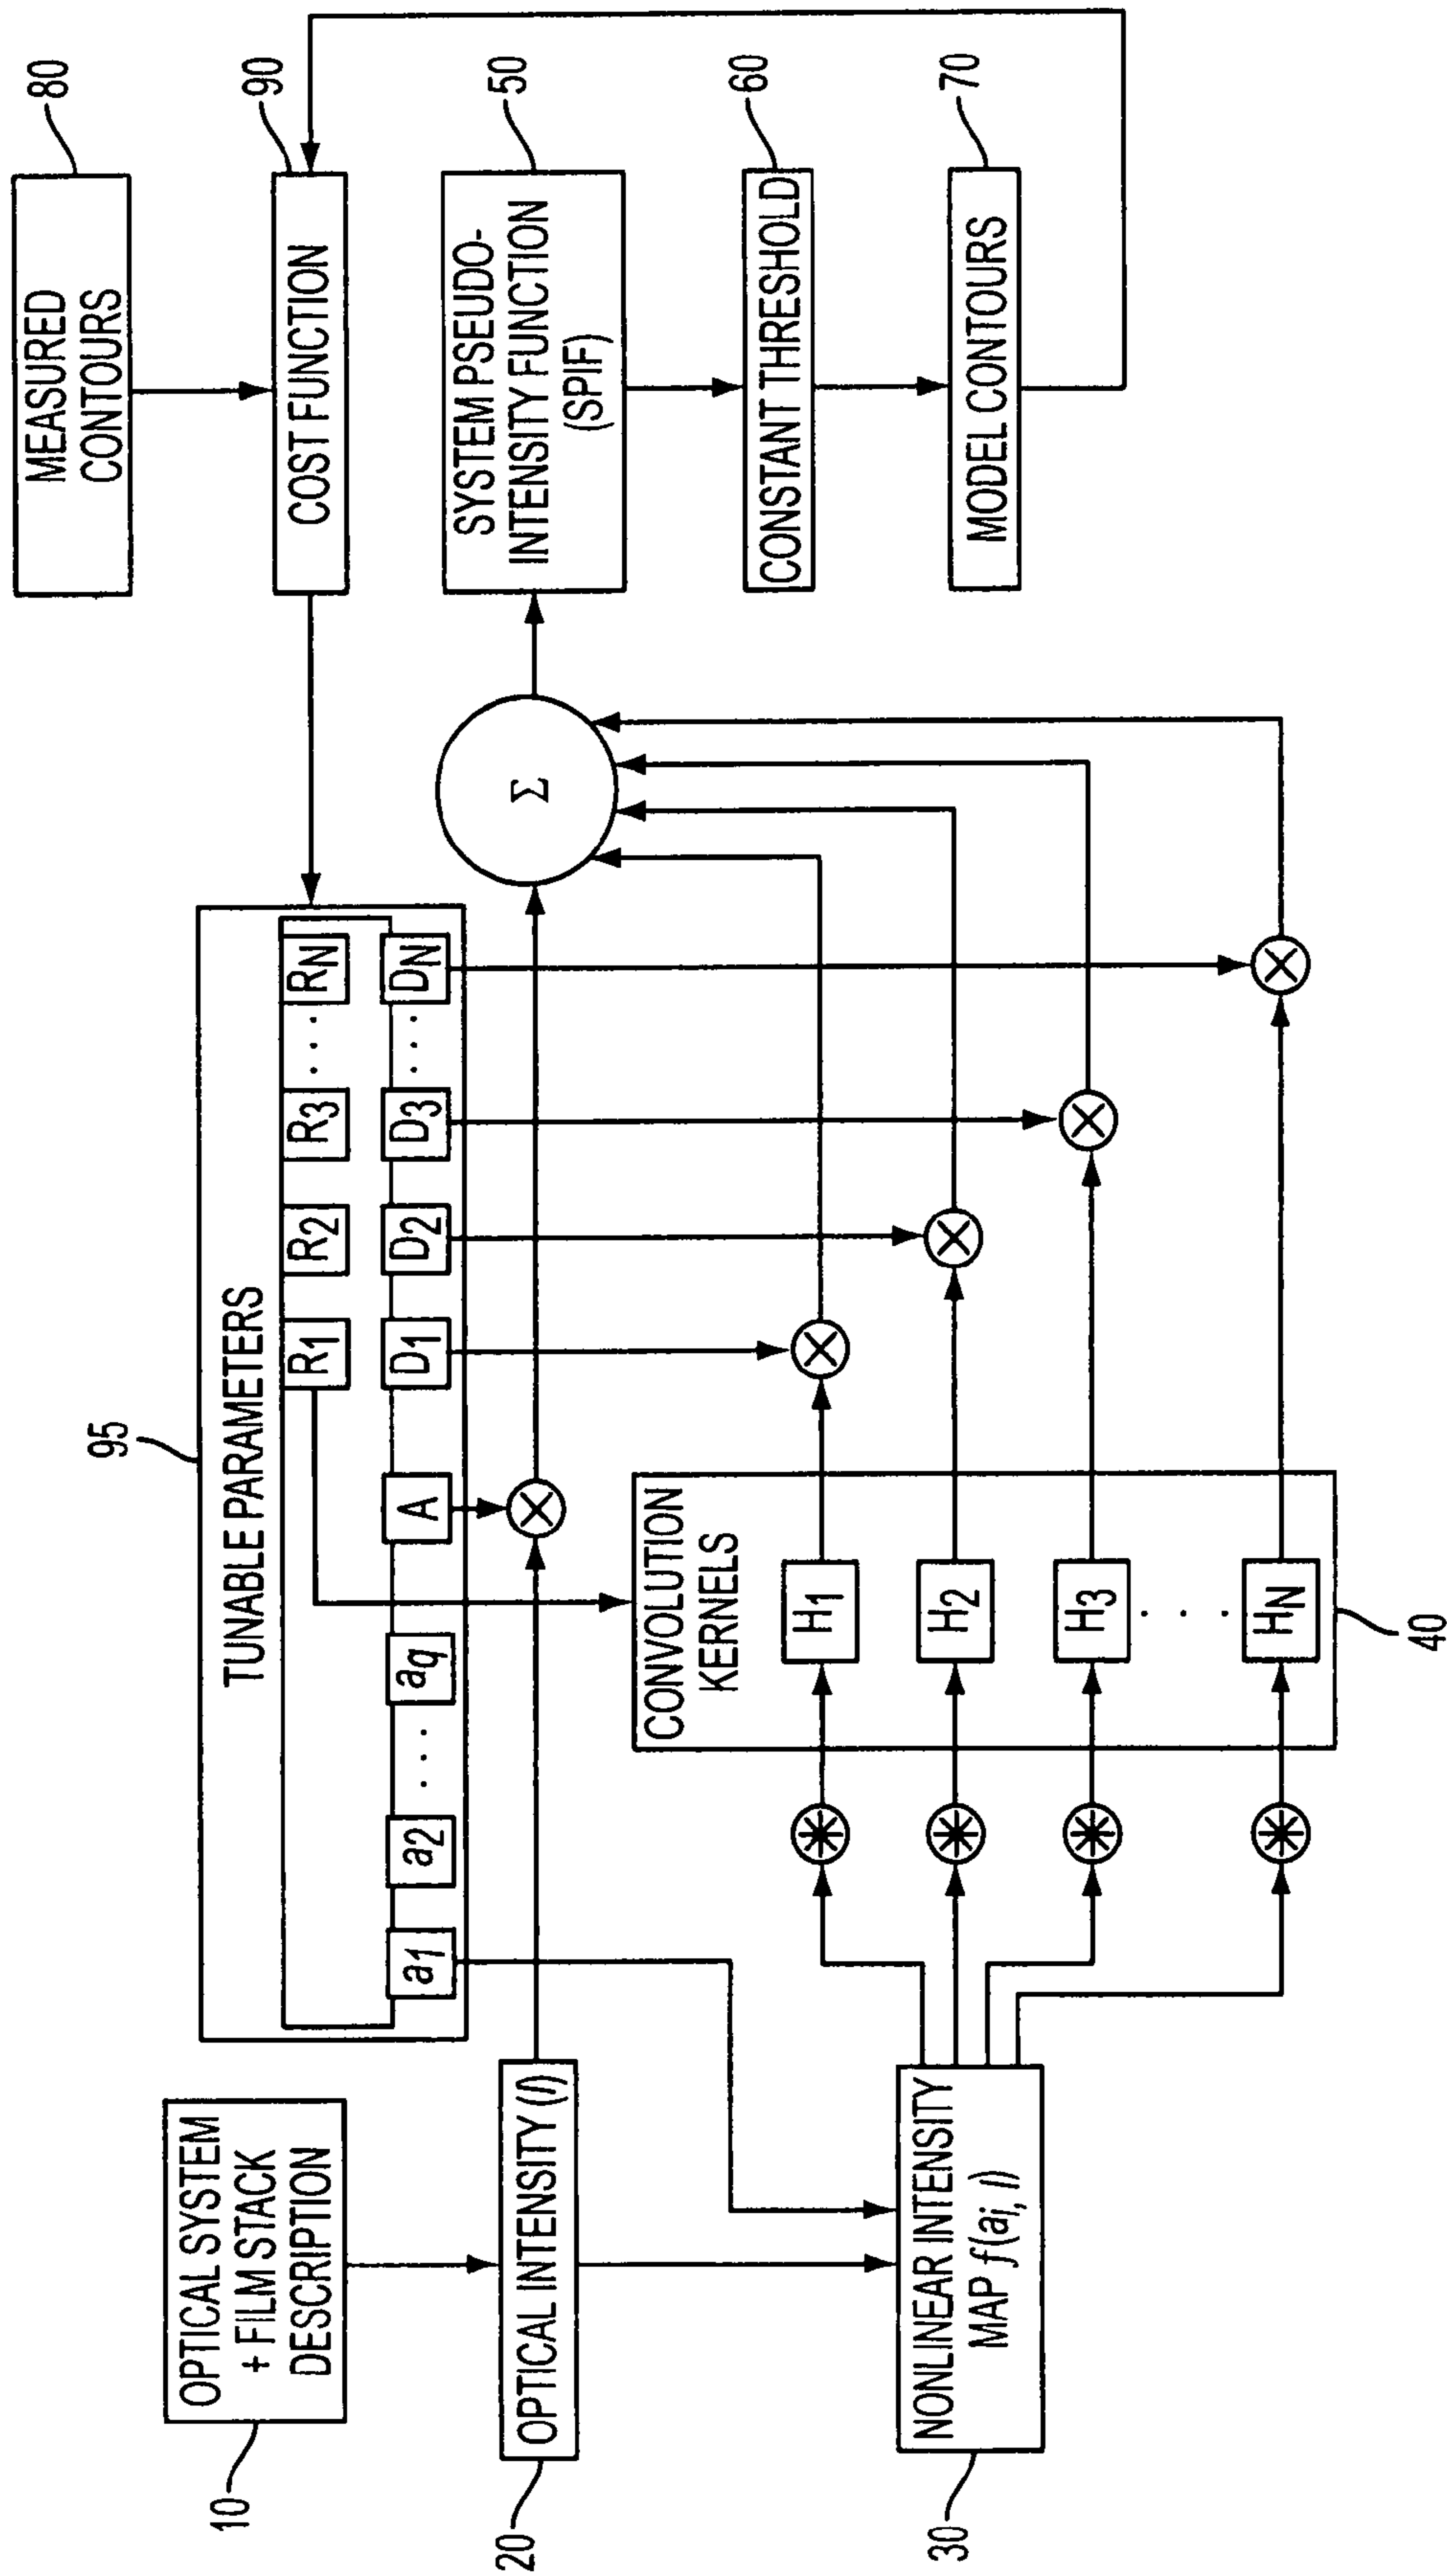 10
OPTICAL SYSTEM
+ FILM STACK
DESCRIPTION
95
TUNABLE PARAMETERS
R1 R2 R3 ... RN
a1 a2 ... aq A D1 D2 D3 ... DN
80
MEASURED
CONTOURS
90
COST FUNCTION
20
OPTICAL INTENSITY (I)
Σ
50
SYSTEM PSEUDO-
INTENSITY FUNCTION
(SPIF)
60
CONSTANT THRESHOLD
70
MODEL CONTOURS
30
NONLINEAR INTENSITY
MAP f(ai, I)
CONVOLUTION
KERNELS
H1
H2
H3
...
HN
40